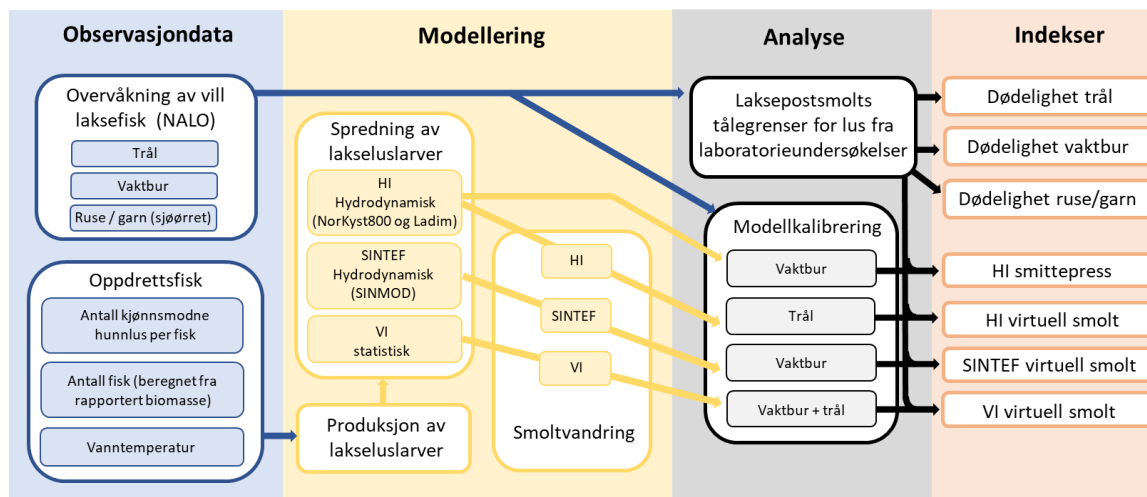 Observasjondata
Modellering
Analyse
Indekser
Overvåkning av vill
laksefisk (NALO)
Trål
Vaktbur
Ruse / garn (sjøørret)
Oppdrettsfisk
Antall kjønnsmodne
hunnlus per fisk
Antall fisk (beregnet fra
rapportert biomasse)
Vanntemperatur
Spredning av
lakseluslarver
HI
Hydrodynamisk
(NorKyst800 og Ladim)
SINTEF
Hydrodynamisk
(SINMOD)
VI
statistisk
Produksjon av
lakseluslarver
HI
SINTEF
VI
Smoltvandring
Laksepostsmolts
tålegrenser for lus fra
laboratorieundersøkelser
Modellkalibrering
Vaktbur
Trål
Vaktbur
Vaktbur + trål
Dødelighet trål
Dødelighet vaktbur
Dødelighet ruse/garn
HI smittepress
HI virtuell smolt
SINTEF virtuell smolt
VI virtuell smolt